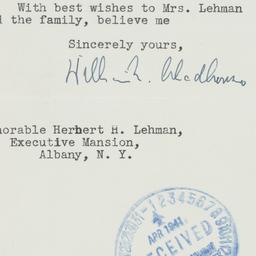 With best wishes to Mrs. Lehman
d the family, believe me
Sincerely yours,
norable Herbert H. Lehman,
Executive Mansion,
Albany, N. Y.
12345678910
APR 1941
RECEIVED